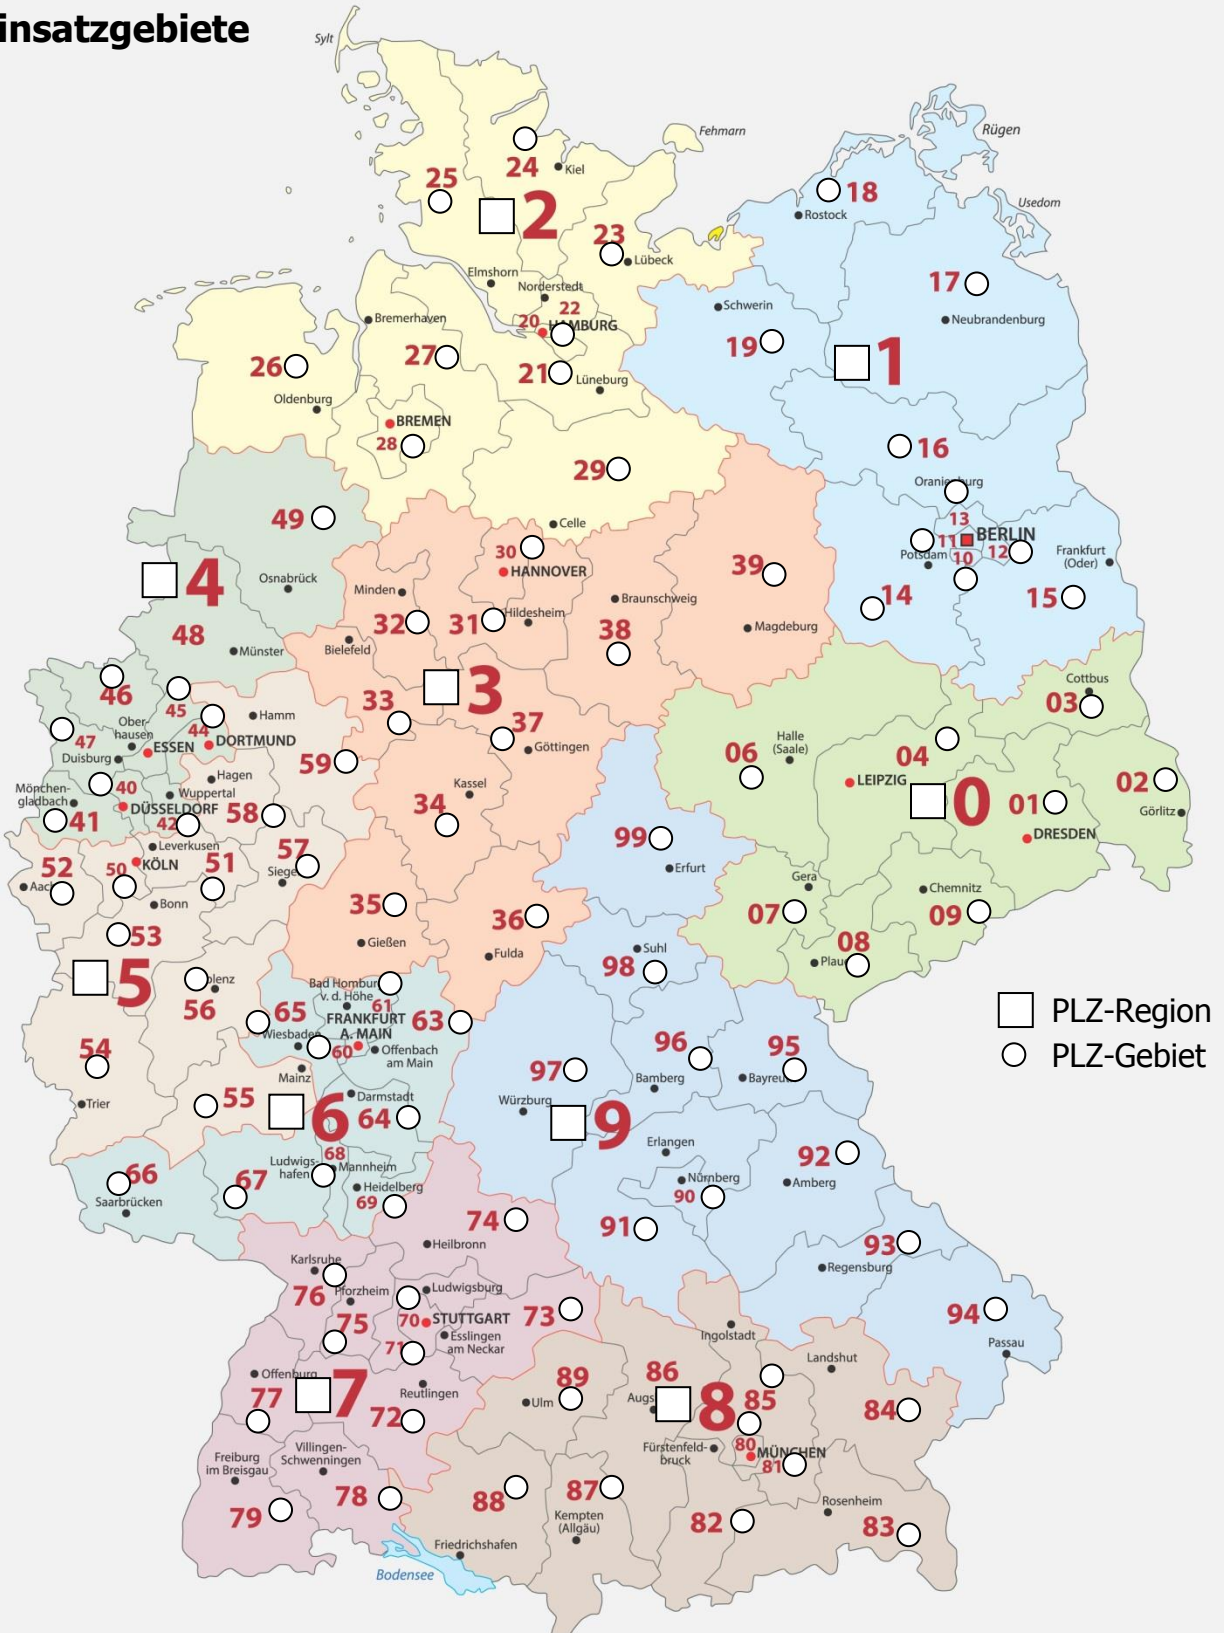 insatzgebiete
Sylt
Fehmarn
Rügen
24
Kiel
25
18
2
Rostock
Usedom
23
Lübeck
Elmshorn
Norderstedt
17
22
Schwerin
Bremerhaven
20
HAMBURG
Neubrandenburg
19
27
1
26
21
Lüneburg
Oldenburg
BREMEN
28
16
29
Oranienburg
49
Celle
13
BERLIN
11
30
12
Potsdam
10
Frankfurt
(Oder)
HANNOVER
39
4
Osnabrück
Minden
14
15
Braunschweig
Hildesheim
32
31
38
Magdeburg
48
Bielefeld
Münster
Cottbus
46
3
03
45
33
Hamm
37
Ober-
hausen
44
DORTMUND
47
ESSEN
Göttingen
Halle
(Saale)
04
Duisburg
59
06
Hagen
LEIPZIG
02
Mönchen-
gladbach
40
Wuppertal
Kassel
0
01
DÜSSELDORF
34
Görlitz
41
42
58
DRESDEN
99
Leverkusen
52
50
KÖLN
51
57
Erfurt
Gera
Chemnitz
Bonn
35
07
09
36
53
Gießen
08
Suhl
Fulda
98
5
Bad Homburg
v. d. Höhe
56
65
61
PLZ-Region
FRANKFURT
A. MAIN
63
Wiesbaden
60
Offenbach
am Main
54
96
95
PLZ-Gebiet
97
Mainz
Bamberg
Trier
55
Darmstadt
Würzburg
6
64
9
Erlangen
68
92
Ludwigs-
hafen
Mannheim
66
67
Heidelberg
Nürnberg
Amberg
69
90
Saarbrücken
74
91
Heilbronn
93
Karlsruhe
Regensburg
76
Pforzheim
Ludwigsburg
75
70
STUTTGART
73
94
71
Esslingen
am Neckar
Ingolstadt
Passau
Landshut
Offenburg
86
89
77
7
Reutlingen
Ulm
8
85
84
72
Fürstenfeld-
bruck
80
MÜNCHEN
Freiburg
im Breisgau
Villingen-
Schwenningen
81
78
88
87
79
Kempten
(Allgäu)
82
Rosenheim
83
Friedrichshafen
Bodensee